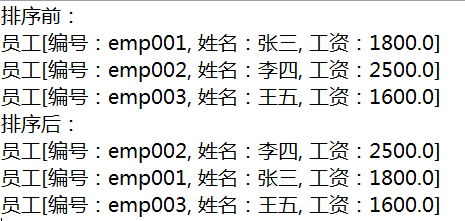 排序前：
员工[编号：emp001, 姓名：张三, 工资：1800.0]
员工[编号：emp002, 姓名：李四, 工资：2500.0]
员工[编号：emp003, 姓名：王五, 工资：1600.0]
排序后：
员工[编号：emp002, 姓名：李四, 工资：2500.0]
员工[编号：emp001, 姓名：张三, 工资：1800.0]
员工[编号：emp003, 姓名：王五, 工资：1600.0]